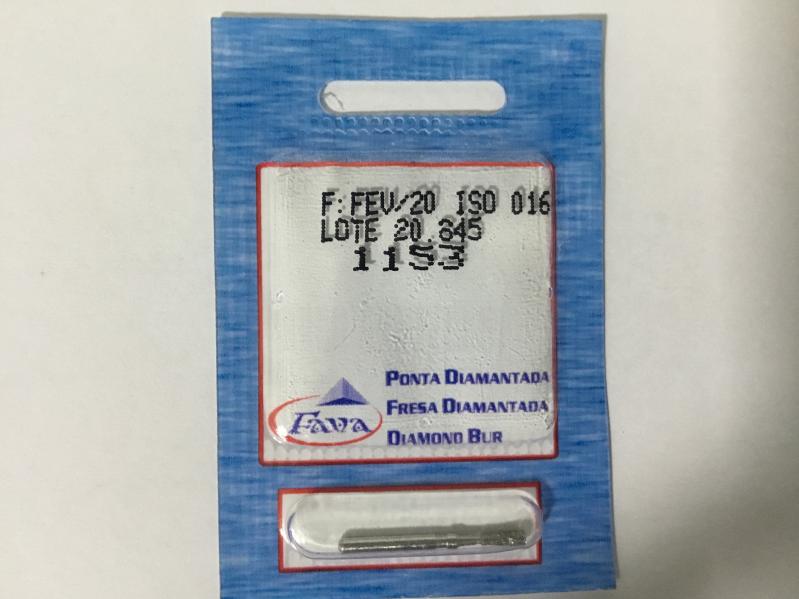 F: FEV/20 ISO 016
LOTE 20.845
1153
Fava
PONTA DIAMANTADA
FRESA DIAMANTADA
DIAMOND BUR